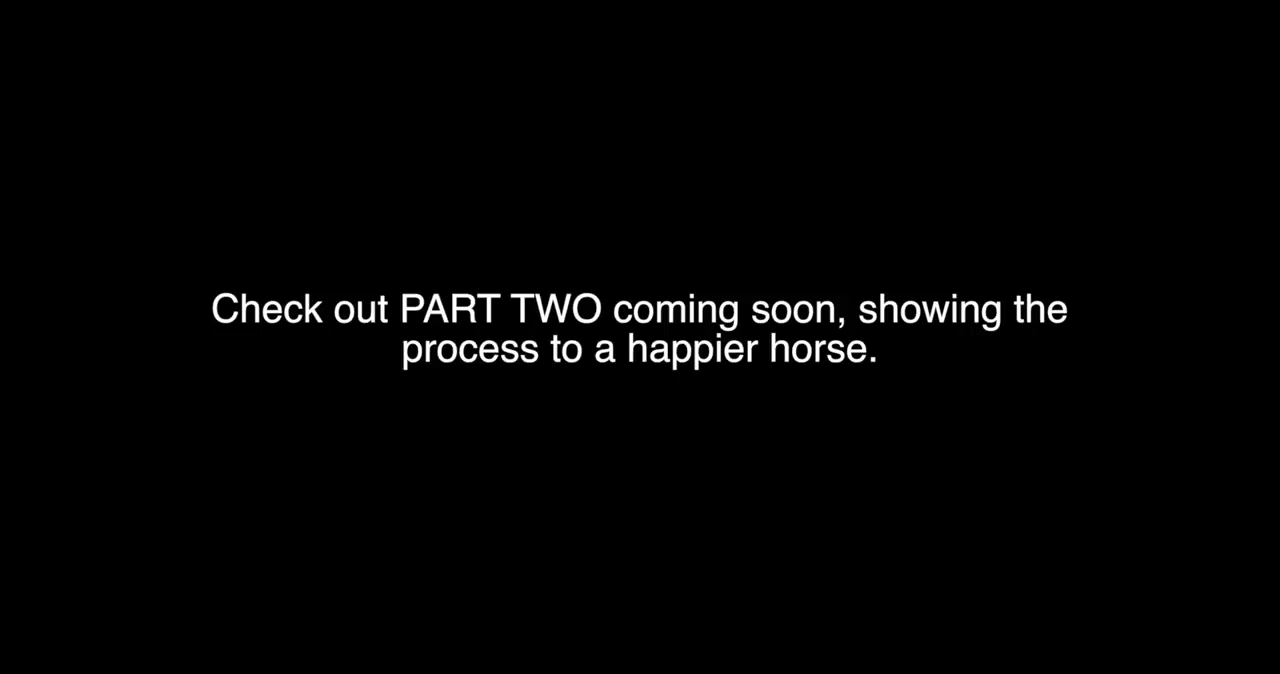 Check out PART TWO coming soon, showing the
process to a happier horse.